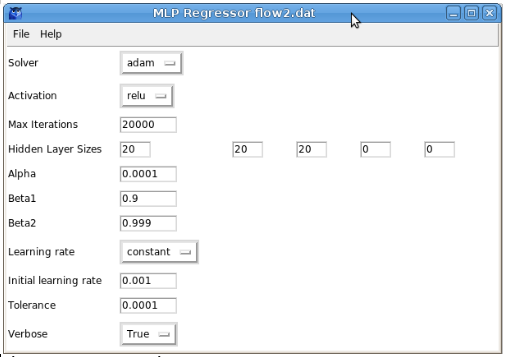 MLP Regressor flow2.dat
File Help
Solver adam
Activation relu
Max Iterations 20000
Hidden Layer Sizes 20 20 20 0 0
Alpha 0.0001
Beta1 0.9
Beta2 0.999
Learning rate constant
Initial learning rate 0.001
Tolerance 0.0001
Verbose True